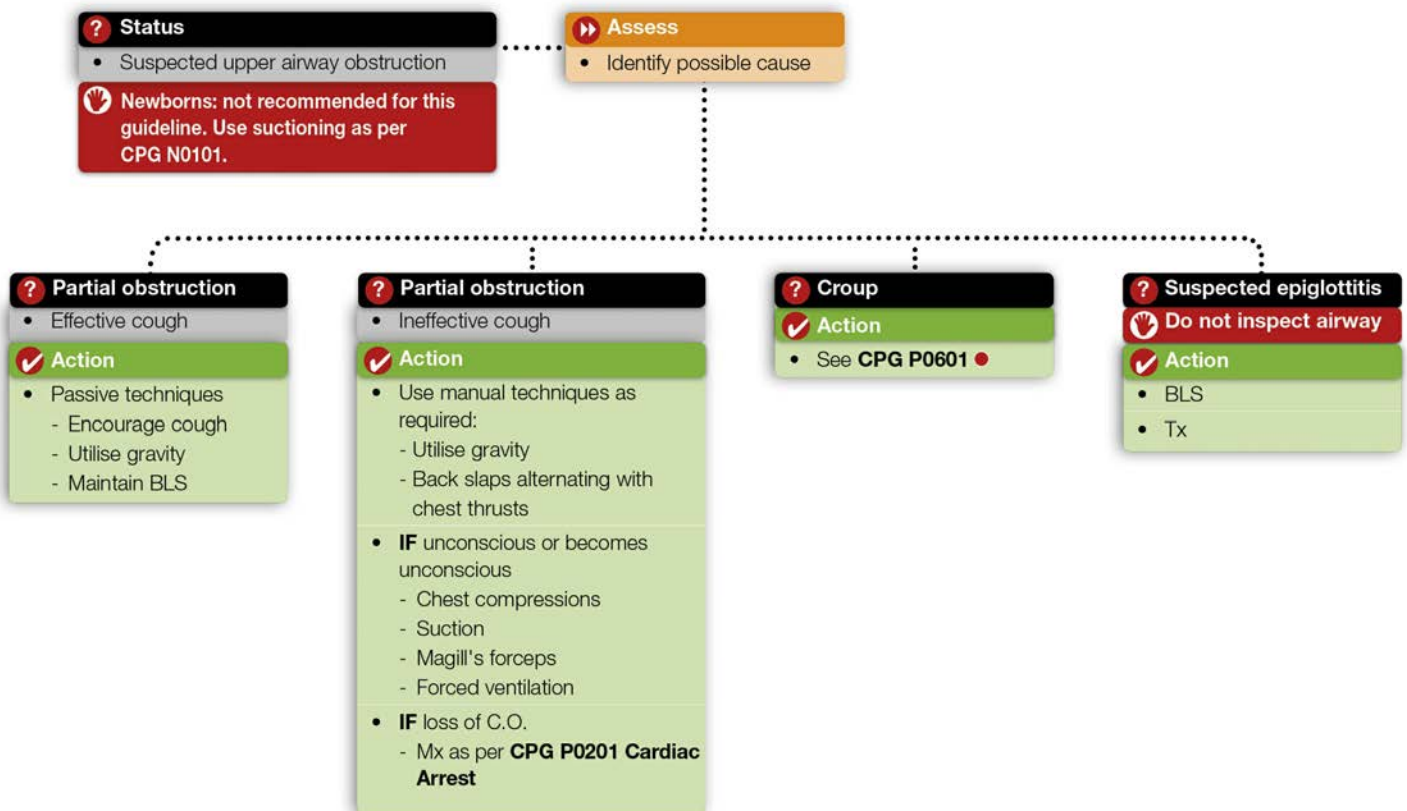 Status
• Suspected upper airway obstruction
Newborns: not recommended for this
guideline. Use suctioning as per
CPG N0101.
Assess
• Identify possible cause
Partial obstruction
• Effective cough
Action
• Passive techniques
- Encourage cough
- Utilise gravity
- Maintain BLS
Partial obstruction
• Ineffective cough
Action
• Use manual techniques as
required:
- Utilise gravity
- Back slaps alternating with
chest thrusts
• IF unconscious or becomes
unconscious
- Chest compressions
- Suction
- Magill's forceps
- Forced ventilation
• IF loss of C.O.
- Mx as per CPG P0201 Cardiac
Arrest
Croup
Action
• See CPG P0601
Suspected epiglottitis
Do not inspect airway
Action
• BLS
• Tx